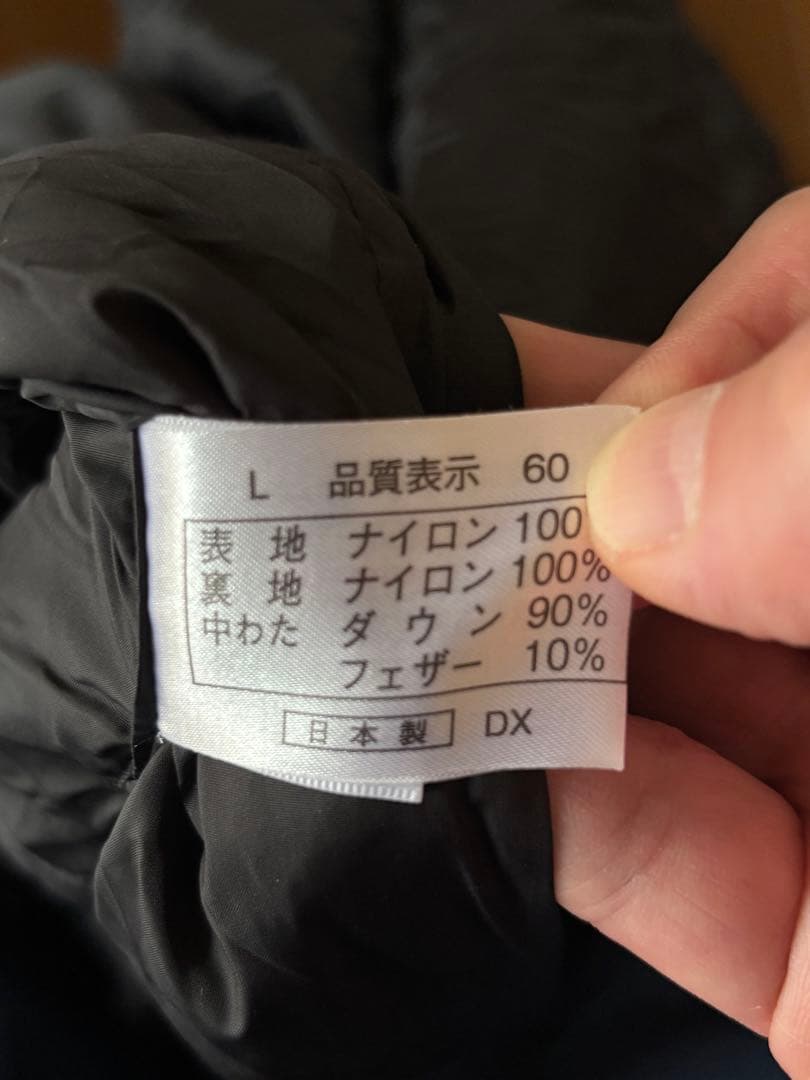 L 品質表示 60
表 地 ナイロン 100
裏 地 ナイロン 100%
中わた ダ ウ ン 90%
フェザー 10%
日 本 製 DX